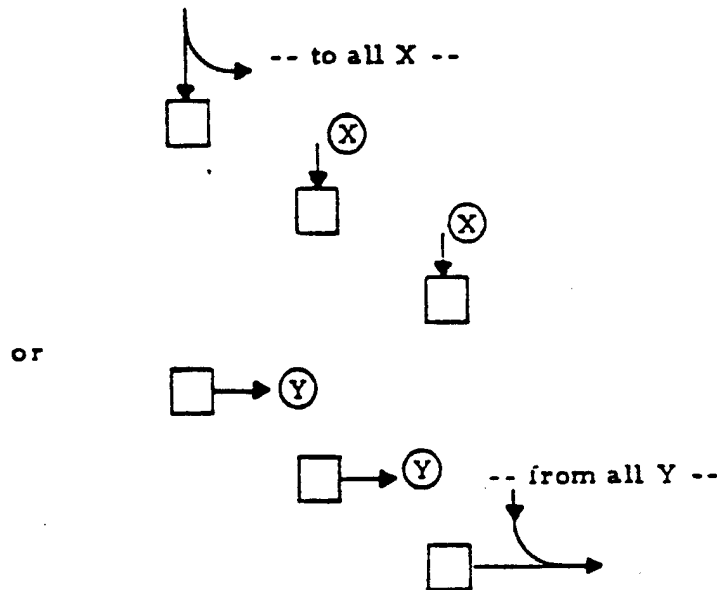 -- to all X --
X
X
or
Y
Y
-- from all Y --